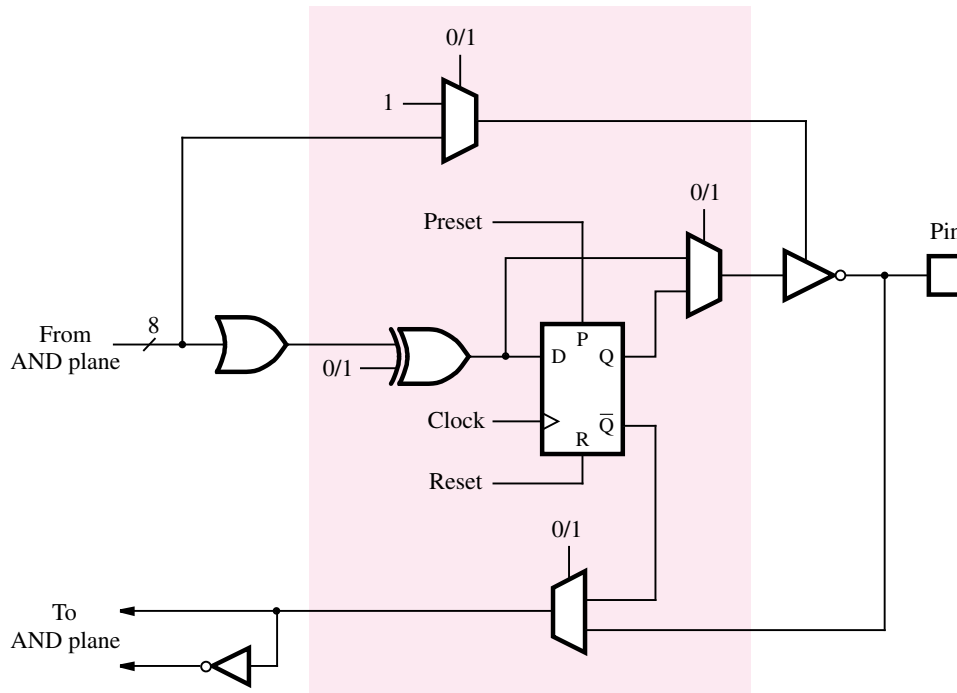 0/1
1
0/1
Preset
Pin
8
From
AND plane
P
D
Q
0/1
Clock
Q̅
R
Reset
0/1
To
AND plane